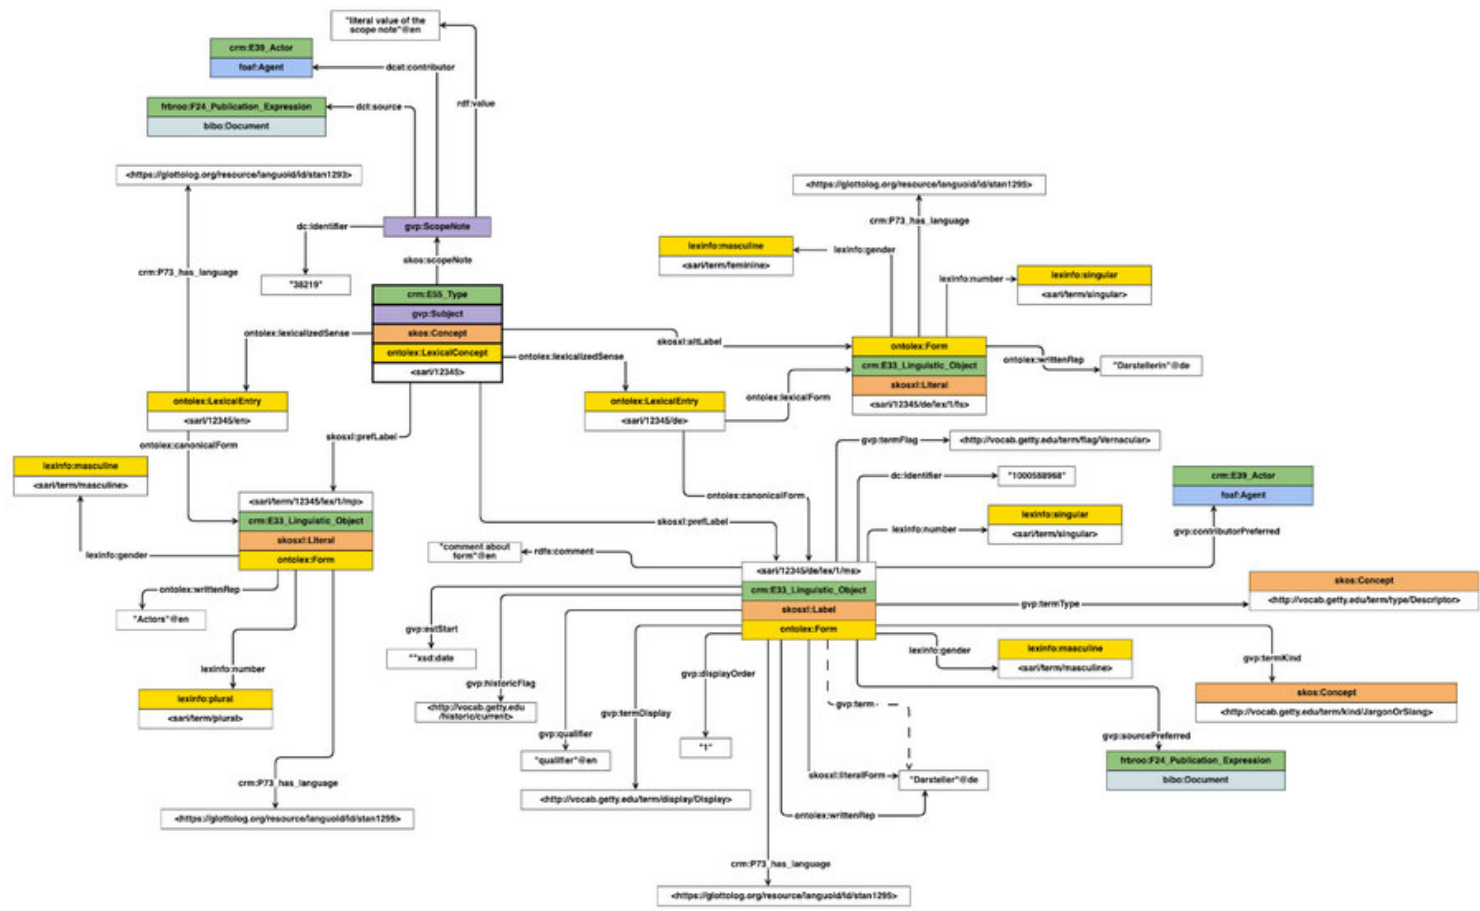 "literal value of the
scope note"@en
crm:E39_Actor
foaf:Agent
dcat:contributor
frbroo:F24_Publication_Expression
dct:source
rdf:value
bibo:Document
<https://glottolog.org/resource/languoid/id/stan1293>
<https://glottolog.org/resource/languoid/id/stan1295>
dc:identifier
gvp:ScopeNote
crm:P73_has_language
lexinfo:masculine
lexinfo:gender
<sari/term/feminine>
skos:scopeNote
crm:P73_has_language
"38219"
lexinfo:number
lexinfo:singular
<sari/term/singular>
crm:E55_Type
gvp:Subject
skos:Concept
ontolex:LexicalConcept
<sari/12345>
ontolex:lexicalizedSense
skosxl:altLabel
ontolex:lexicalizedSense
ontolex:Form
crm:E33_Linguistic_Object
skosxl:Literal
<sari/12345/de/lex/1/fs>
ontolex:writtenRep
"Darstellerin"@de
ontolex:LexicalEntry
<sari/12345/en>
ontolex:LexicalEntry
<sari/12345/de>
ontolex:lexicalForm
ontolex:canonicalForm
skosxl:prefLabel
gvp:termFlag
<http://vocab.getty.edu/term/flag/Vernacular>
lexinfo:masculine
<sari/term/masculine>
dc:identifier
"1000588968"
crm:E39_Actor
foaf:Agent
<sari/term/12345/lex/1/mp>
crm:E33_Linguistic_Object
skosxl:Literal
ontolex:Form
ontolex:canonicalForm
skosxl:prefLabel
lexinfo:number
lexinfo:singular
<sari/term/singular>
gvp:contributorPreferred
lexinfo:gender
"comment about
form"@en
rdfs:comment
<sari/12345/de/lex/1/ms>
crm:E33_Linguistic_Object
skosxl:Label
ontolex:Form
skos:Concept
<http://vocab.getty.edu/term/type/Descriptor>
gvp:termType
ontolex:writtenRep
"Actors"@en
gvp:estStart
""xsd:date
lexinfo:gender
lexinfo:masculine
<sari/term/masculine>
gvp:termKind
lexinfo:number
gvp:displayOrder
gvp:historicFlag
<http://vocab.getty.edu
/historic/current>
lexinfo:plural
<sari/term/plural>
skos:Concept
<http://vocab.getty.edu/term/kind/JargonOrSlang>
gvp:term
gvp:termDisplay
gvp:qualifier
"qualifier"@en
"1"
gvp:sourcePreferred
frbroo:F24_Publication_Expression
bibo:Document
skosxl:literalForm
"Darsteller"@de
crm:P73_has_language
<http://vocab.getty.edu/term/display/Display>
<https://glottolog.org/resource/languoid/id/stan1295>
ontolex:writtenRep
crm:P73_has_language
<https://glottolog.org/resource/languoid/id/stan1295>